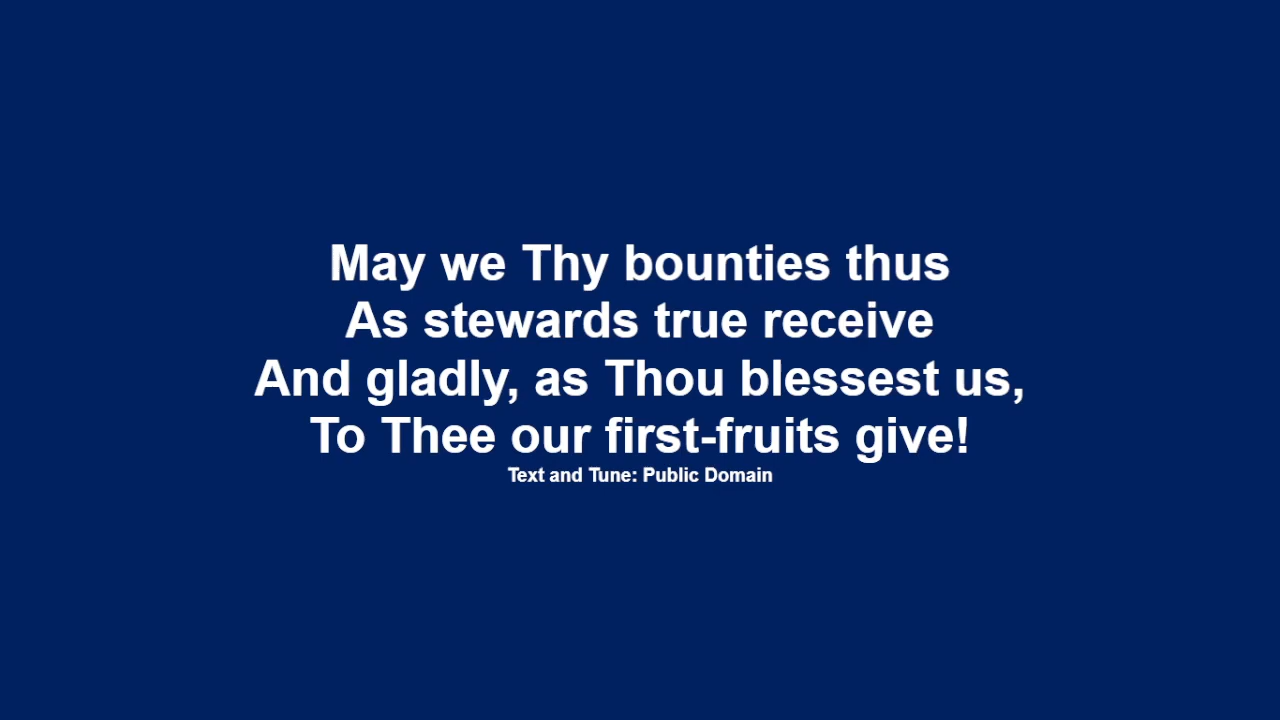 May we Thy bounties thus
As stewards true receive
And gladly, as Thou blessest us,
To Thee our first-fruits give!
Text and Tune: Public Domain